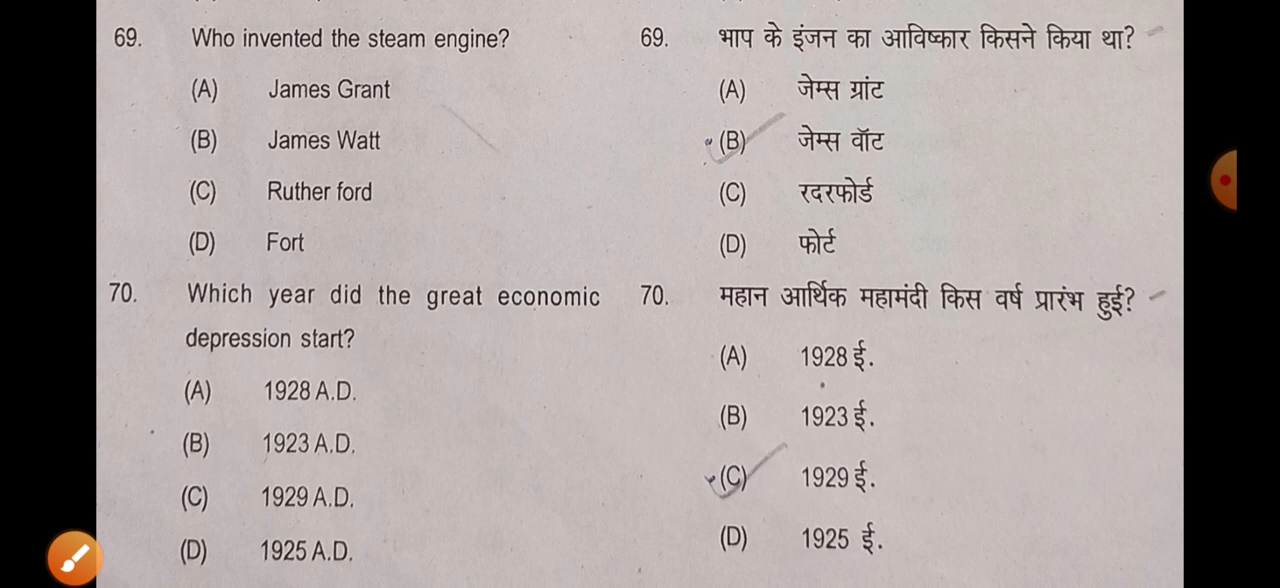 69. Who invented the steam engine?
(A) James Grant
(B) James Watt
(C) Ruther ford
(D) Fort
70. Which year did the great economic
depression start?
(A) 1928 A.D.
(B) 1923 A.D.
(C) 1929 A.D.
(D) 1925 A.D.
69. भाप के इंजन का आविष्कार किसने किया था?
(A) जेम्स ग्रांट
(B) जेम्स वॉट
(C) रदरफोर्ड
(D) फोर्ट
70. महान आर्थिक महामंदी किस वर्ष प्रारंभ हुई?
(A) 1928 ई.
(B) 1923 ई.
(C) 1929 ई.
(D) 1925 ई.